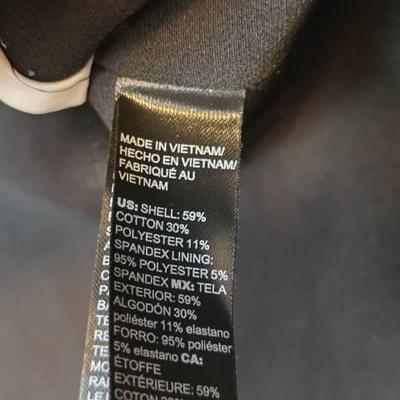 MADE IN VIETNAM/
HECHO EN VIETNAM/
FABRIQUÉ AU
VIETNAM
US: SHELL: 59%
COTTON 30%
POLYESTER 11%
SPANDEX LINING:
95% POLYESTER 5%
SPANDEX MX: TELA
EXTERIOR: 59%
ALGODÓN 30%
poliéster 11% elastano
FORRO: 95% poliéster
5% elastano CA:
ÉTOFFE
EXTÉRIEURE: 59%